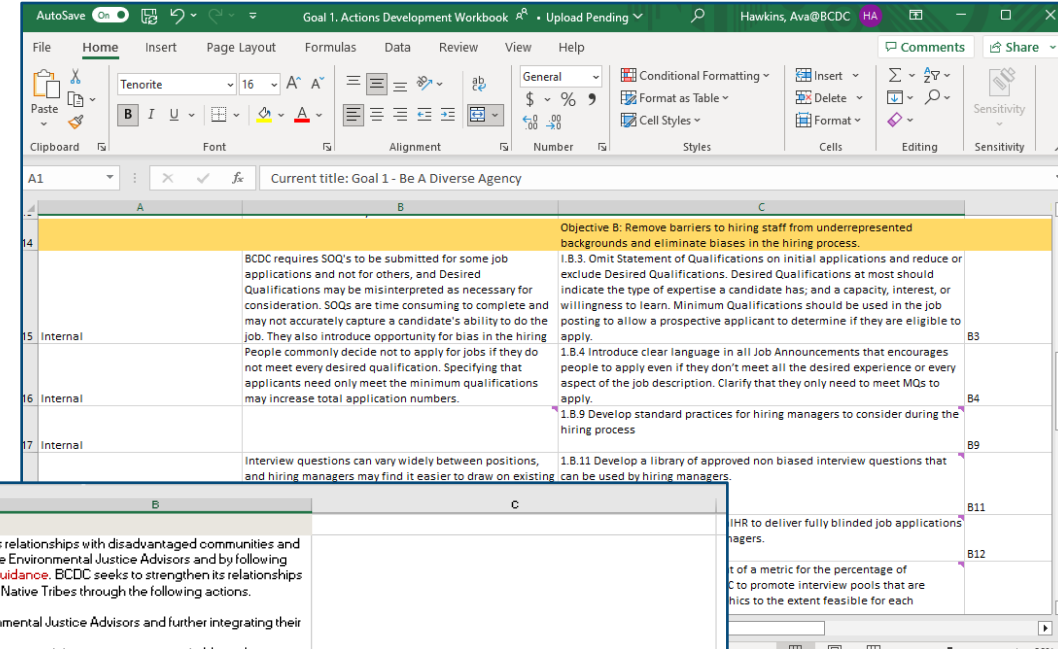 AutoSave On Goal 1. Actions Development Workbook • Upload Pending Hawkins, Ava@BCDC HA
File Home Insert Page Layout Formulas Data Review View Help Comments Share
Paste Tenorite 16 A^ A˅ ab General Conditional Formatting Insert Σ
B I U A $ % 9 Format as Table Delete Sensitivity
Cell Styles Format
Clipboard Font Alignment Number Styles Cells Editing Sensitivity
A1 fx Current title: Goal 1 - Be A Diverse Agency
A B C
14 Objective B: Remove barriers to hiring staff from underrepresented
backgrounds and eliminate biases in the hiring process.
BCDC requires SOQ's to be submitted for some job
applications and not for others, and Desired
Qualifications may be misinterpreted as necessary for
consideration. SOQs are time consuming to complete and
may not accurately capture a candidate's ability to do the
15 Internal job. They also introduce opportunity for bias in the hiring
I.B.3. Omit Statement of Qualifications on initial applications and reduce or
exclude Desired Qualifications. Desired Qualifications at most should
indicate the type of expertise a candidate has; and a capacity, interest, or
willingness to learn. Minimum Qualifications should be used in the job
posting to allow a prospective applicant to determine if they are eligible to
apply. B3
People commonly decide not to apply for jobs if they do
not meet every desired qualification. Specifying that
applicants need only meet the minimum qualifications
16 Internal may increase total application numbers.
1.B.4 Introduce clear language in all Job Announcements that encourages
people to apply even if they don't meet all the desired experience or every
aspect of the job description. Clarify that they only need to meet MQs to
apply. B4
1.B.9 Develop standard practices for hiring managers to consider during the
hiring process
17 Internal B9
Interview questions can vary widely between positions,
and hiring managers may find it easier to draw on existing
1.B.11 Develop a library of approved non biased interview questions that
can be used by hiring managers.
B11
HR to deliver fully blinded job applications
agers.
B12
t of a metric for the percentage of
C to promote interview pools that are
hics to the extent feasible for each
B C
s relationships with disadvantaged communities and
e Environmental Justice Advisors and by following
uidance. BCDC seeks to strengthen its relationships
Native Tribes through the following actions.
nmental Justice Advisors and further integrating their